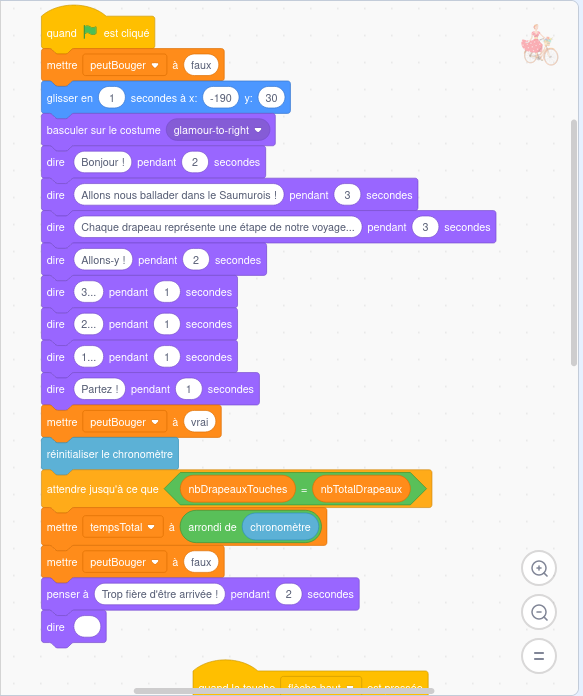 quand est cliqué
mettre peutBouger à faux
glisser en 1 secondes à x: -190 y: 30
basculer sur le costume glamour-to-right
dire Bonjour ! pendant 2 secondes
dire Allons nous ballader dans le Saumurois ! pendant 3 secondes
dire Chaque drapeau représente une étape de notre voyage... pendant 3 secondes
dire Allons-y ! pendant 2 secondes
dire 3... pendant 1 secondes
dire 2... pendant 1 secondes
dire 1... pendant 1 secondes
dire Partez ! pendant 1 secondes
mettre peutBouger à vrai
réinitialiser le chronomètre
attendre jusqu'à ce que nbDrapeauxTouches = nbTotalDrapeaux
mettre tempsTotal à arrondi de chronomètre
mettre peutBouger à faux
penser à Trop fière d'être arrivée ! pendant 2 secondes
dire
quand la touche flèche haut est pressée